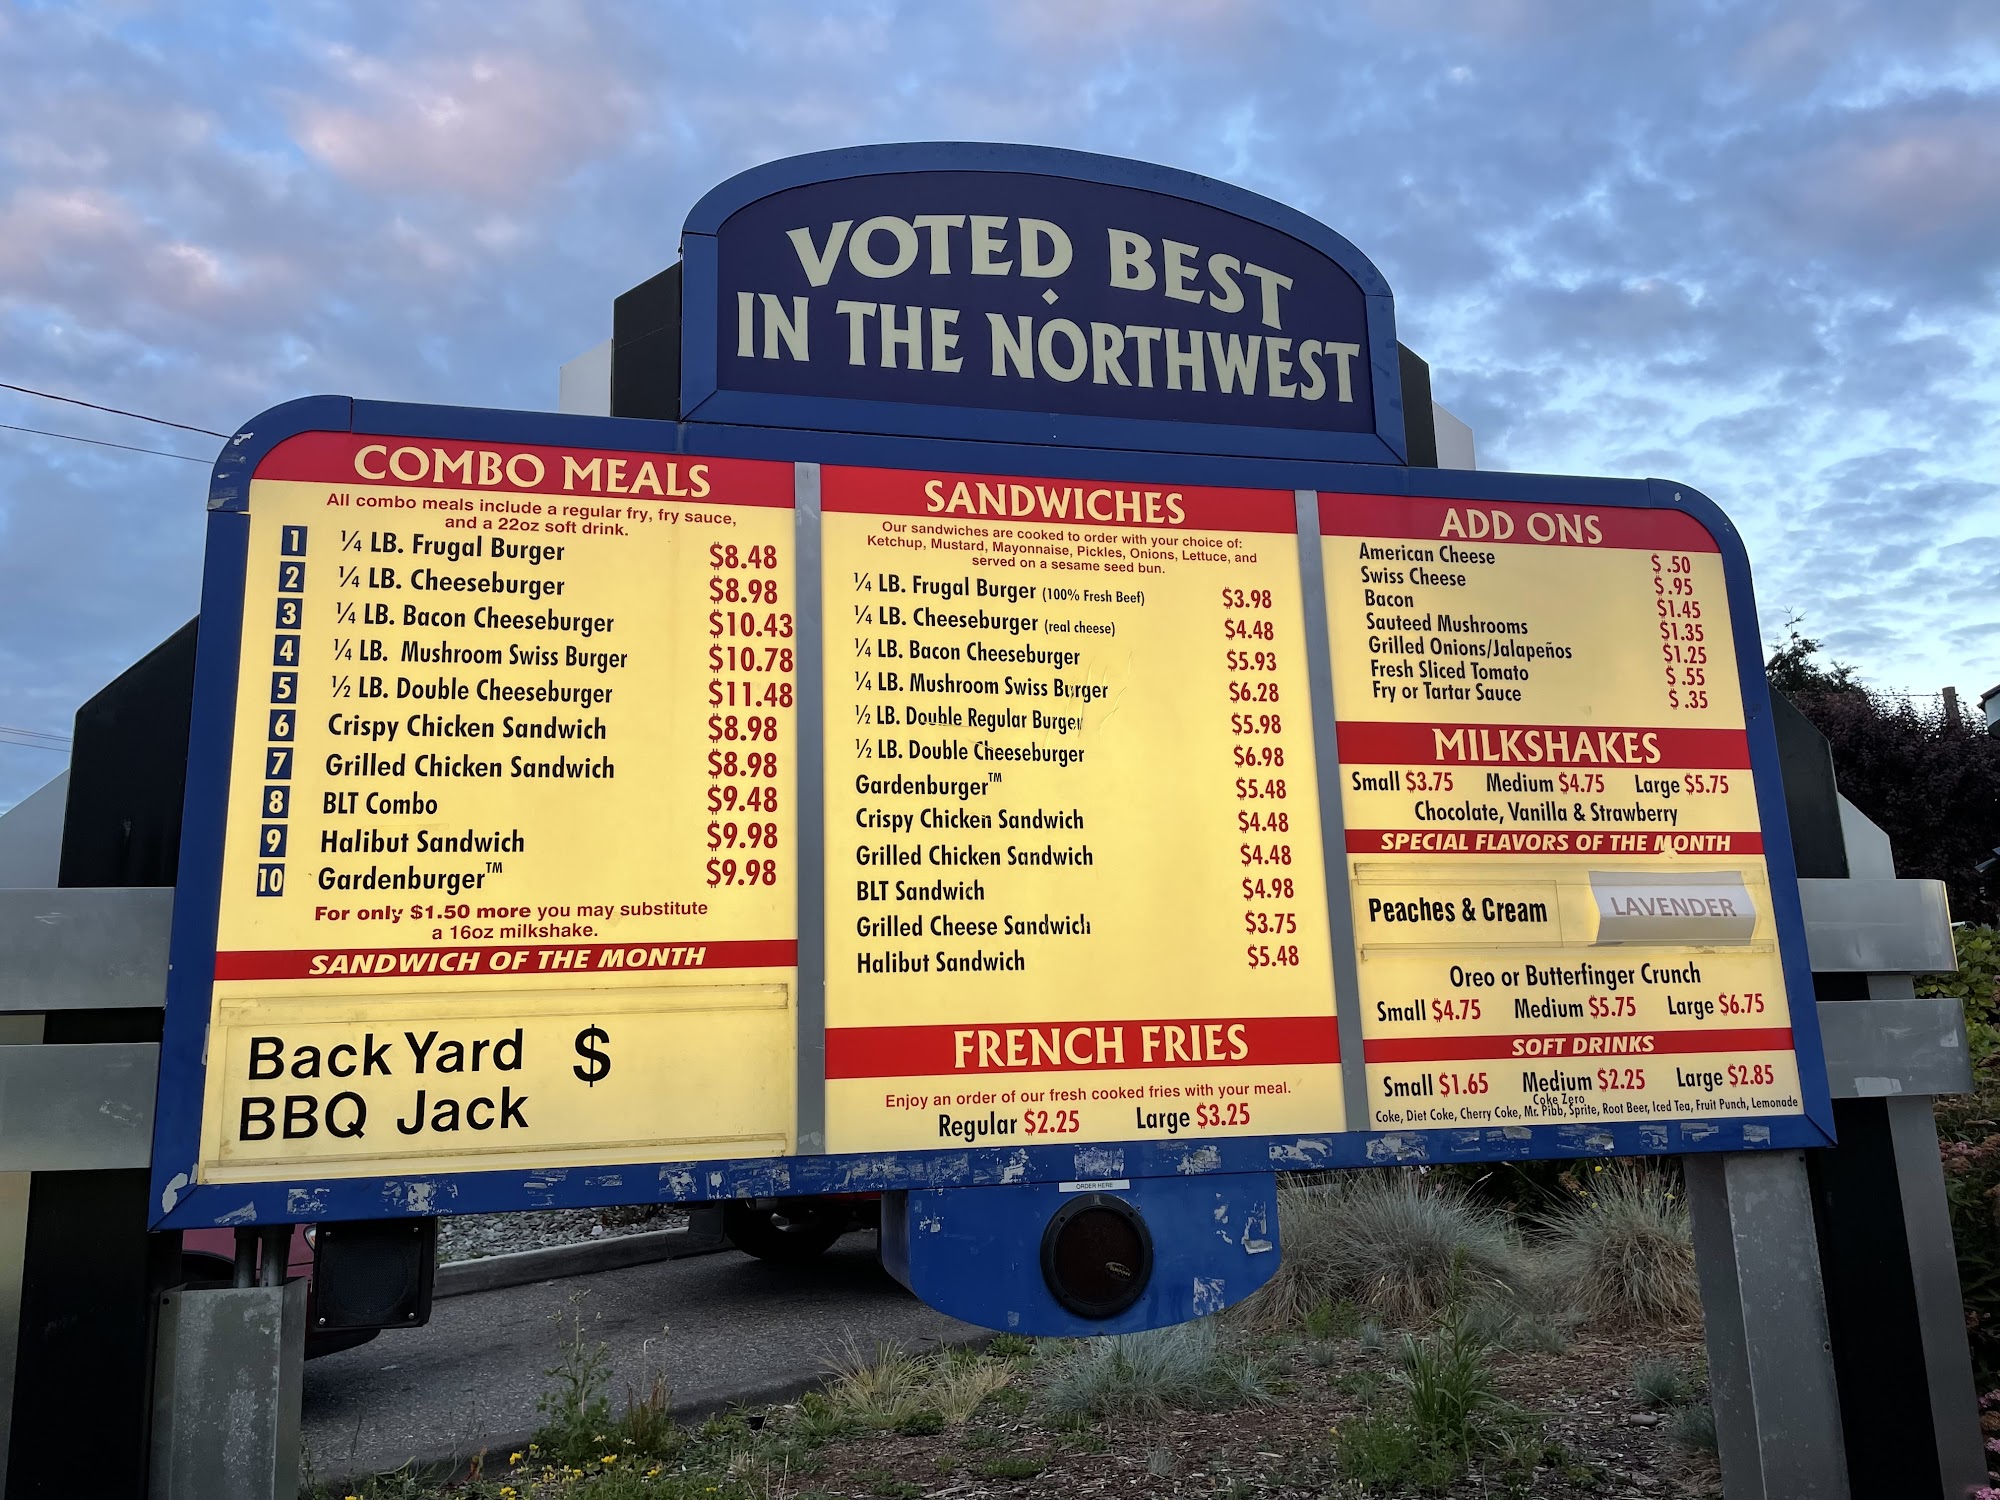 VOTED BEST
IN THE NORTHWEST
COMBO MEALS
All combo meals include a regular fry, fry sauce,
and a 22oz soft drink.
1 ¼ LB. Frugal Burger $8.48
2 ¼ LB. Cheeseburger $8.98
3 ¼ LB. Bacon Cheeseburger $10.43
4 ¼ LB. Mushroom Swiss Burger $10.78
5 ½ LB. Double Cheeseburger $11.48
6 Crispy Chicken Sandwich $8.98
7 Grilled Chicken Sandwich $8.98
8 BLT Combo $9.48
9 Halibut Sandwich $9.98
10 Gardenburger™ $9.98
For only $1.50 more you may substitute
a 16oz milkshake.
SANDWICH OF THE MONTH
Back Yard $
BBQ Jack
SANDWICHES
Our sandwiches are cooked to order with your choice of:
Ketchup, Mustard, Mayonnaise, Pickles, Onions, Lettuce, and
served on a sesame seed bun.
¼ LB. Frugal Burger (100% Fresh Beef) $3.98
¼ LB. Cheeseburger (real cheese) $4.48
¼ LB. Bacon Cheeseburger $5.93
¼ LB. Mushroom Swiss Burger $6.28
½ LB. Double Regular Burger $5.98
½ LB. Double Cheeseburger $6.98
Gardenburger™ $5.48
Crispy Chicken Sandwich $4.48
Grilled Chicken Sandwich $4.48
BLT Sandwich $4.98
Grilled Cheese Sandwich $3.75
Halibut Sandwich $5.48
FRENCH FRIES
Enjoy an order of our fresh cooked fries with your meal.
Regular $2.25 Large $3.25
ADD ONS
American Cheese $ .50
Swiss Cheese $ .95
Bacon $1.45
Sauteed Mushrooms $1.35
Grilled Onions/Jalapeños $1.25
Fresh Sliced Tomato $ .55
Fry or Tartar Sauce $ .35
MILKSHAKES
Small $3.75 Medium $4.75 Large $5.75
Chocolate, Vanilla & Strawberry
SPECIAL FLAVORS OF THE MONTH
Peaches & Cream LAVENDER
Oreo or Butterfinger Crunch
Small $4.75 Medium $5.75 Large $6.75
SOFT DRINKS
Small $1.65 Medium $2.25 Large $2.85
Coke Zero
Coke, Diet Coke, Cherry Coke, Mr. Pibb, Sprite, Root Beer, Iced Tea, Fruit Punch, Lemonade
ORDER HERE